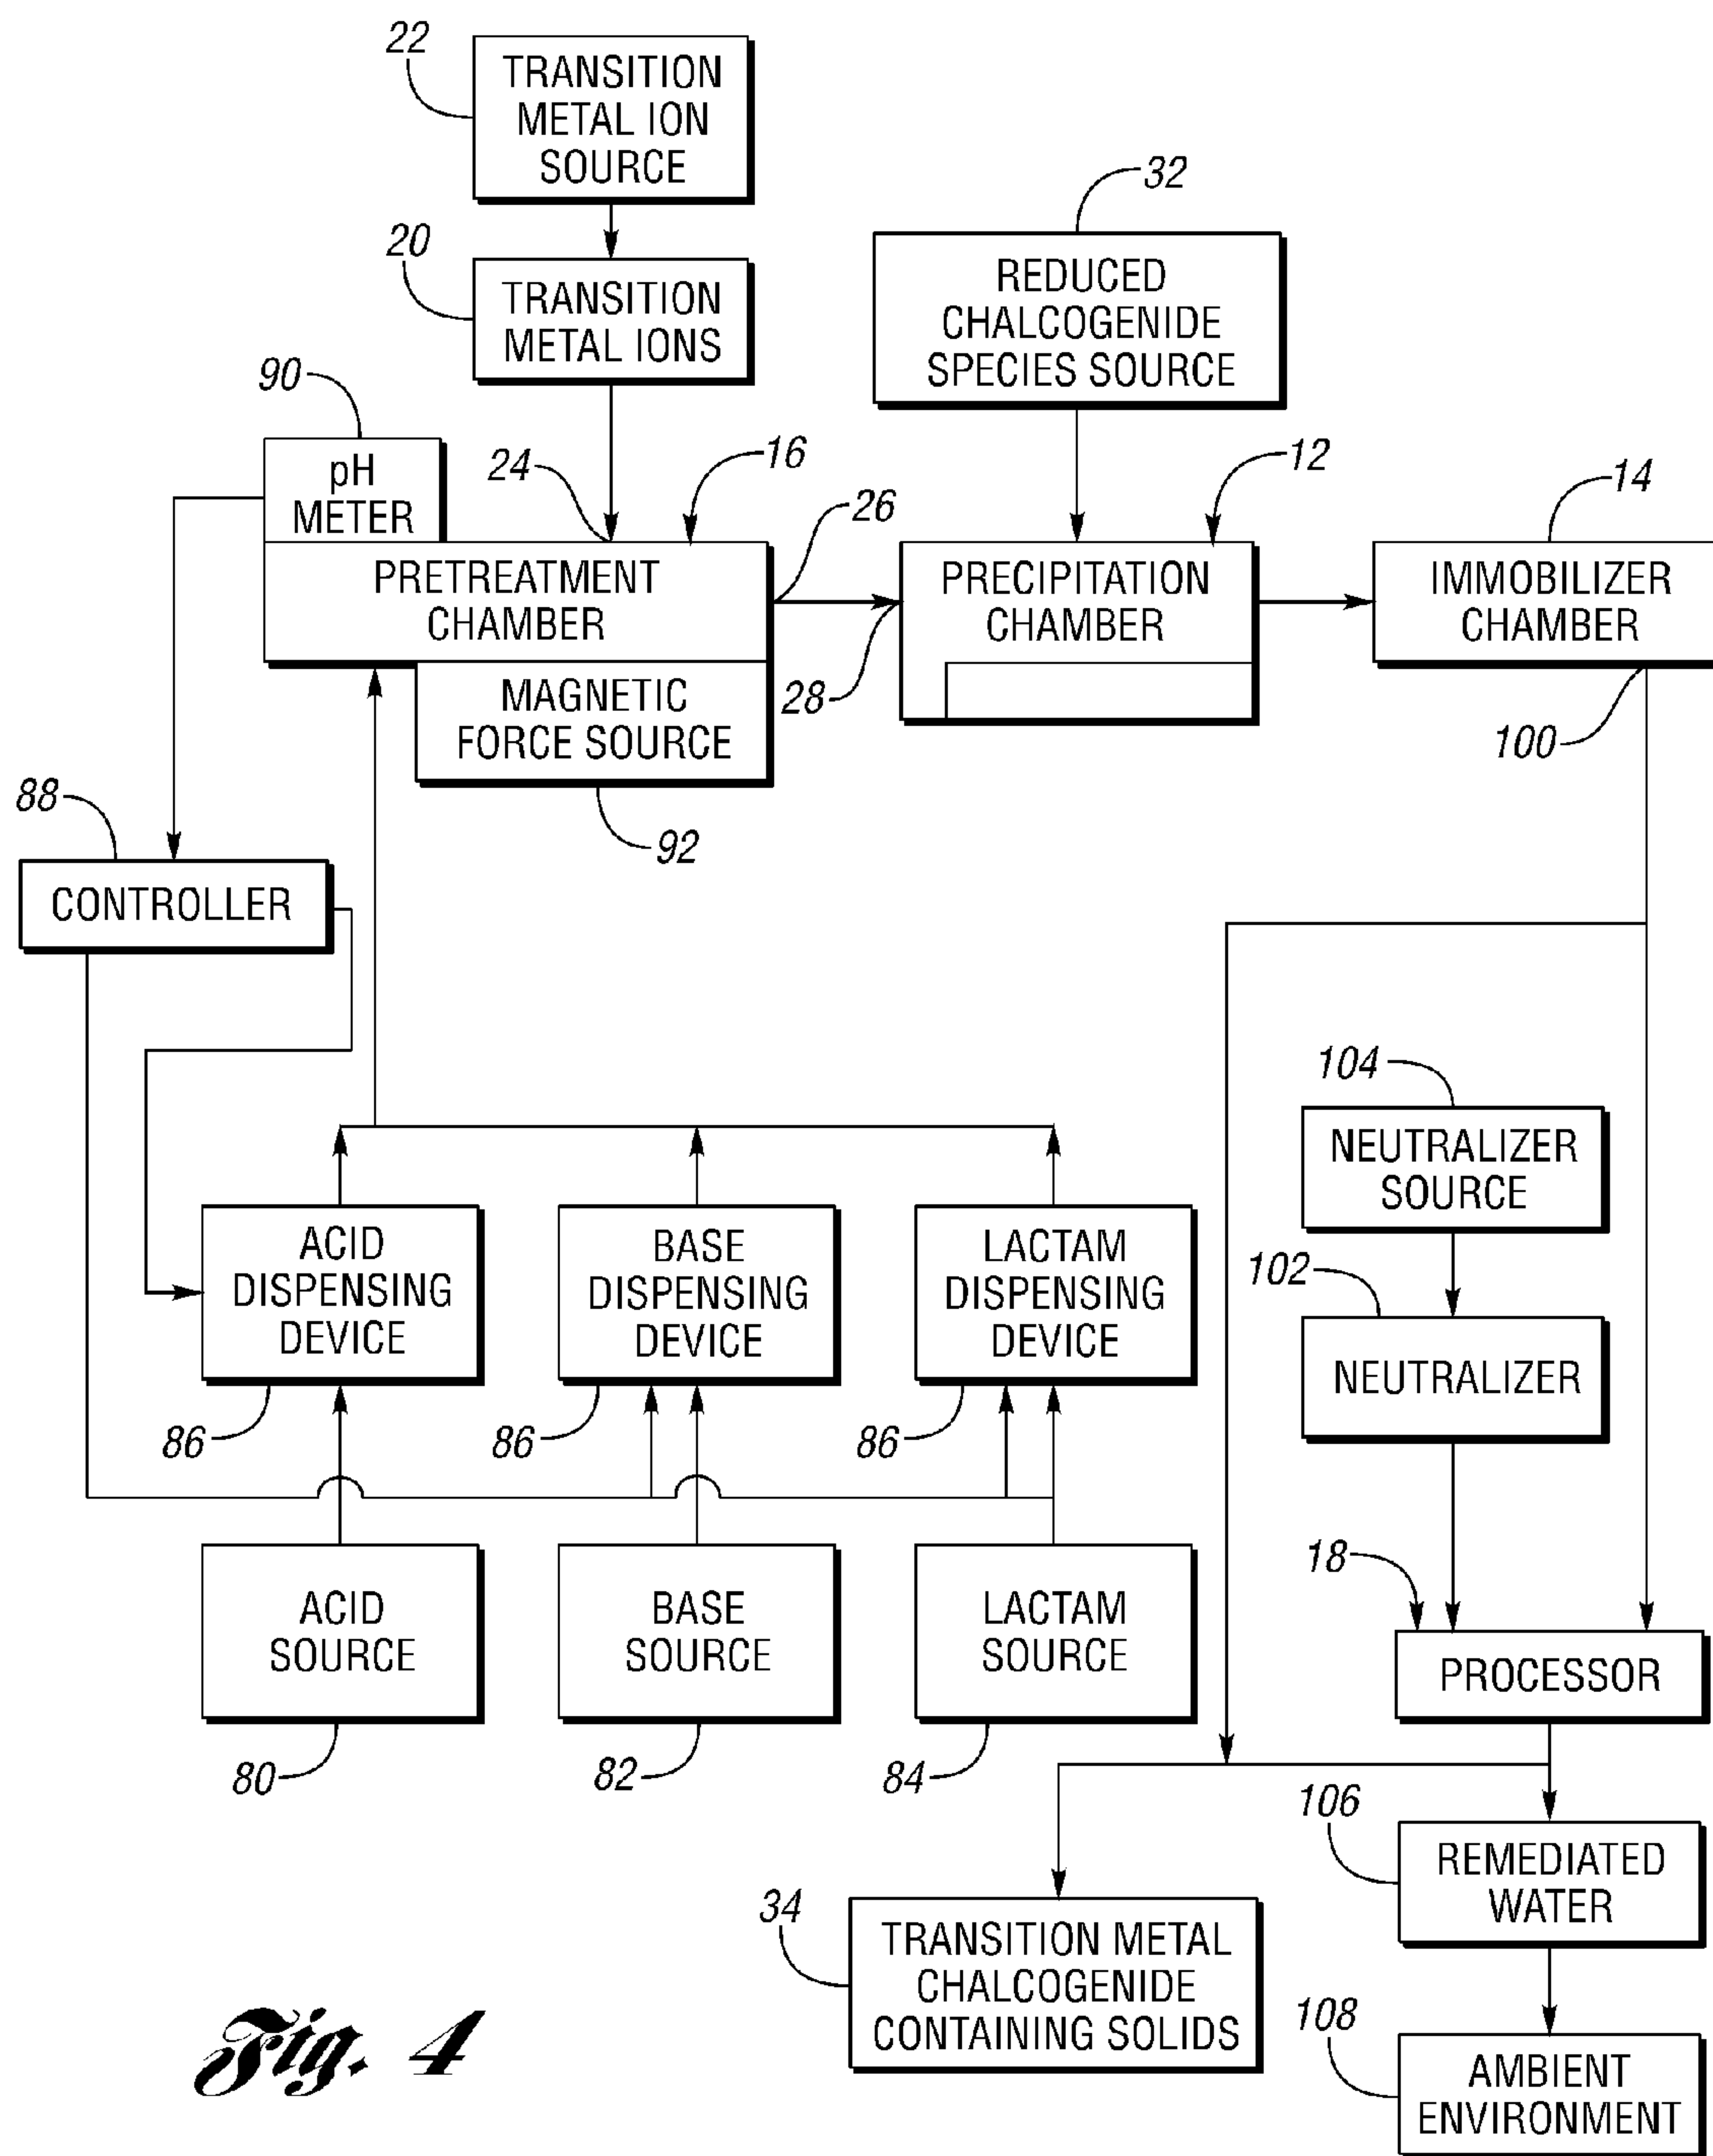 22
TRANSITION
METAL ION
SOURCE
20
TRANSITION
METAL IONS
32
REDUCED
CHALCOGENIDE
SPECIES SOURCE
90
pH
METER
24
16
26
12
14
PRETREATMENT
CHAMBER
PRECIPITATION
CHAMBER
IMMOBILIZER
CHAMBER
MAGNETIC
FORCE SOURCE
28
100
92
88
CONTROLLER
104
NEUTRALIZER
SOURCE
102
NEUTRALIZER
ACID
DISPENSING
DEVICE
BASE
DISPENSING
DEVICE
LACTAM
DISPENSING
DEVICE
86
86
86
ACID
SOURCE
BASE
SOURCE
LACTAM
SOURCE
80
82
84
18
PROCESSOR
106
REMEDIATED
WATER
34
TRANSITION METAL
CHALCOGENIDE
CONTAINING SOLIDS
108
AMBIENT
ENVIRONMENT
Fig. 4